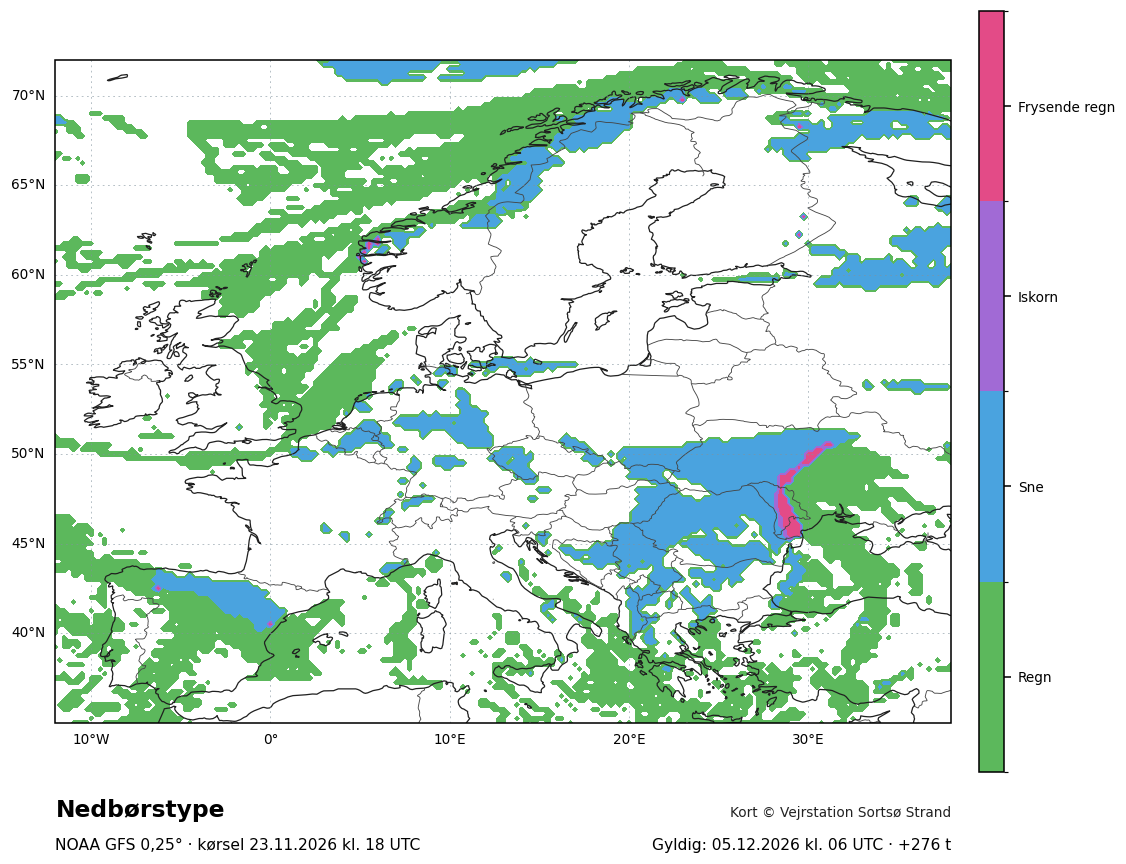 70°N
65°N
60°N
55°N
50°N
45°N
40°N
10°W
0°
10°E
20°E
30°E
Frysende regn
Iskorn
Sne
Regn
Nedbørstype
Kort © Vejrstation Sortsø Strand
NOAA GFS 0,25° · kørsel 23.11.2026 kl. 18 UTC
Gyldig: 05.12.2026 kl. 06 UTC · +276 t